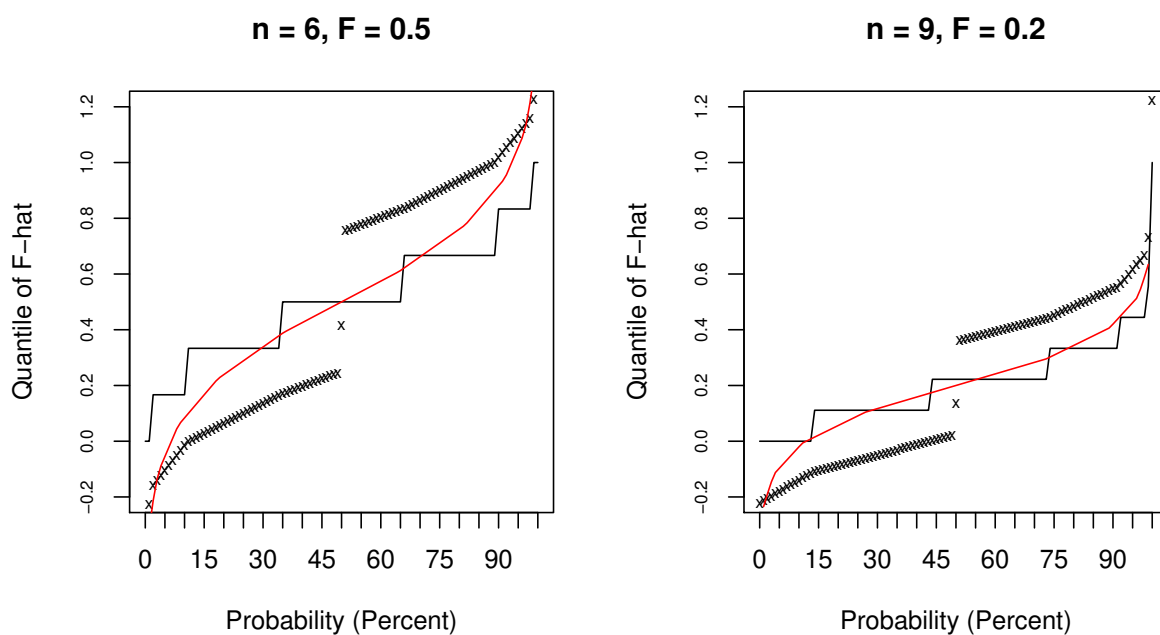 n = 6, F = 0.5
Quantile of F−hat
1.2
1.0
0.8
0.6
0.4
0.2
0.0
−0.2
0 15 30 45 60 75 90
Probability (Percent)
n = 9, F = 0.2
Quantile of F−hat
1.2
1.0
0.8
0.6
0.4
0.2
0.0
−0.2
0 15 30 45 60 75 90
Probability (Percent)